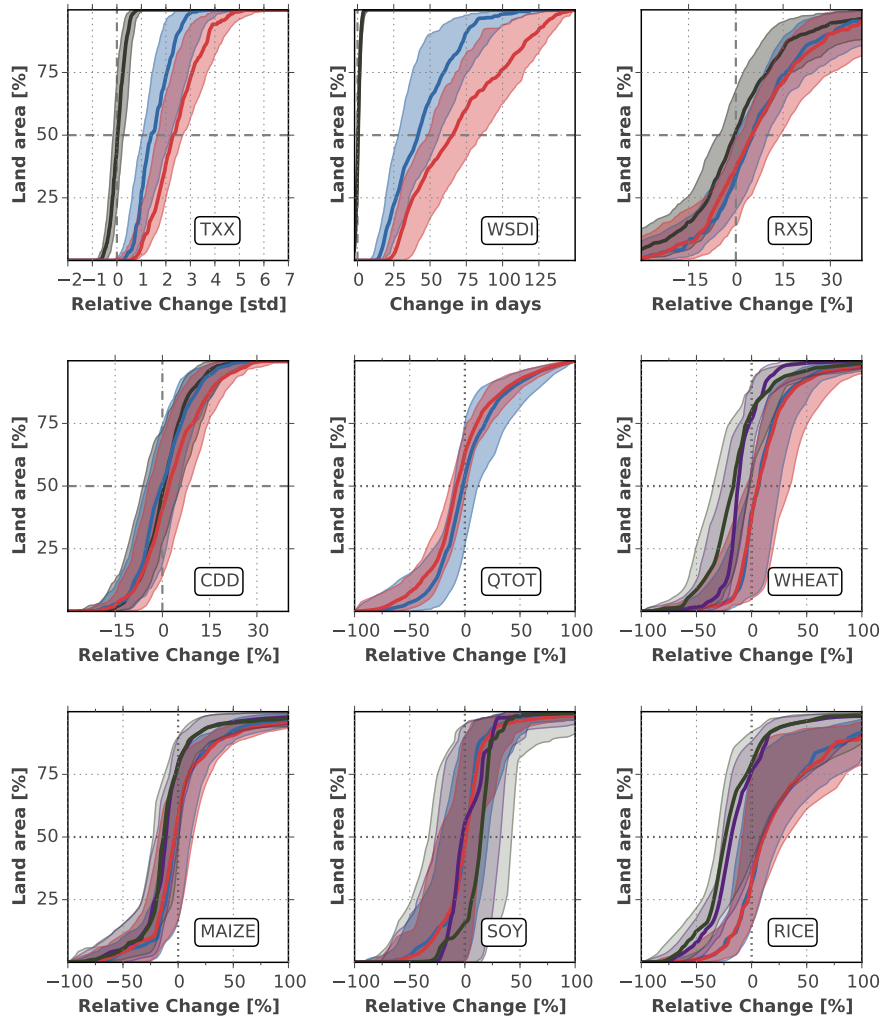 Land area [%]
75
50
25
TXX
−2 −1 0 1 2 3 4 5 6 7
Relative Change [std]
Land area [%]
75
50
25
WSDI
0 25 50 75 100 125
Change in days
Land area [%]
75
50
25
RX5
−15 0 15 30
Relative Change [%]
Land area [%]
75
50
25
CDD
−15 0 15 30
Relative Change [%]
Land area [%]
75
50
25
QTOT
−100 −50 0 50 100
Relative Change [%]
Land area [%]
75
50
25
WHEAT
−100 −50 0 50 100
Relative Change [%]
Land area [%]
75
50
25
MAIZE
−100 −50 0 50 100
Relative Change [%]
Land area [%]
75
50
25
SOY
−100 −50 0 50 100
Relative Change [%]
Land area [%]
75
50
25
RICE
−100 −50 0 50 100
Relative Change [%]